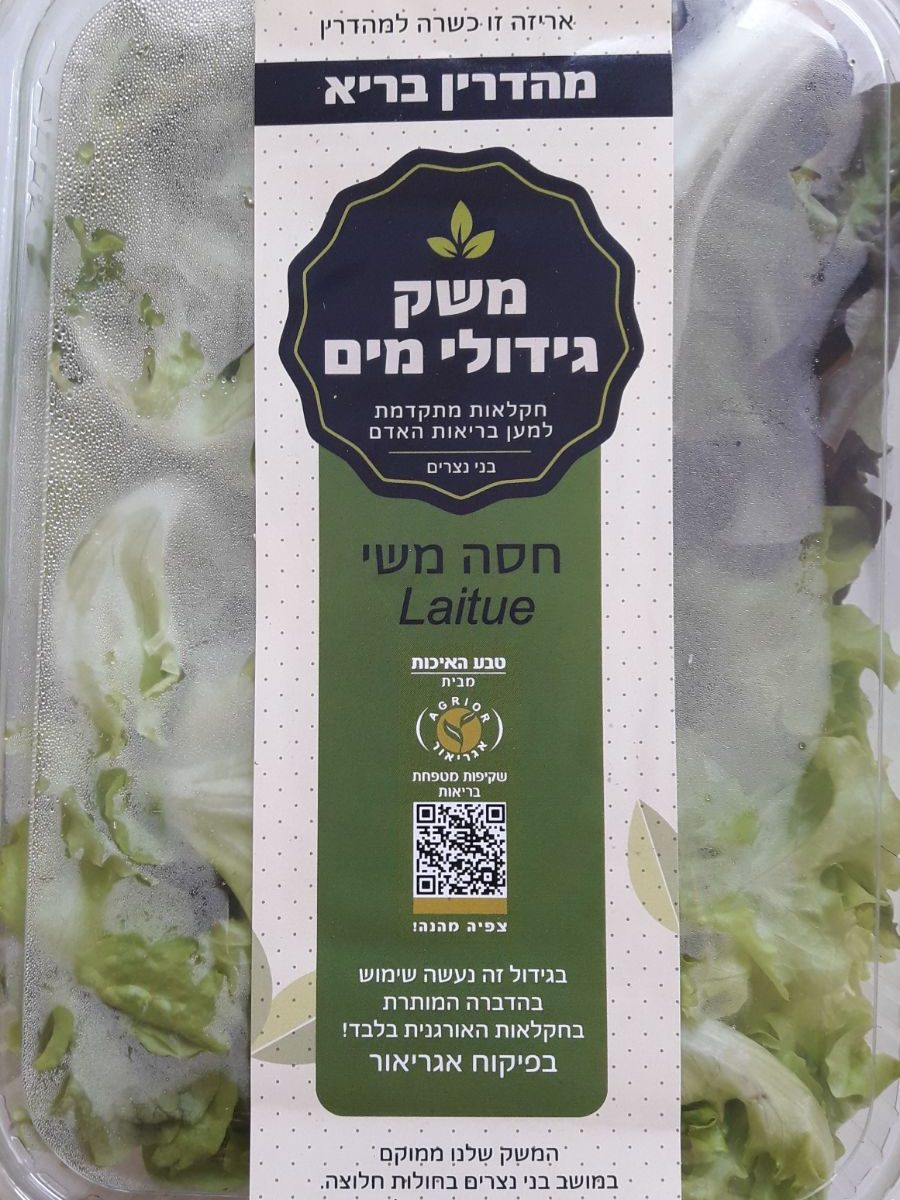 אריזה זו כשרה למהדרין
מהדרין בריא
משק
גידולי מים
חקלאות מתקדמת
למען בריאות האדם
בני נצרים
חסה משי
Laitue
טבע האיכות
מבית
AGRIOR
אגריאור
שקיפות מטפחת
בריאות
צפיה מהנה!
בגידול זה נעשה שימוש
בהדברה המותרת
בחקלאות האורגנית בלבד!
בפיקוח אגריאור
המשק שלנו ממוקם
במושב בני נצרים בחולות חלוצה.